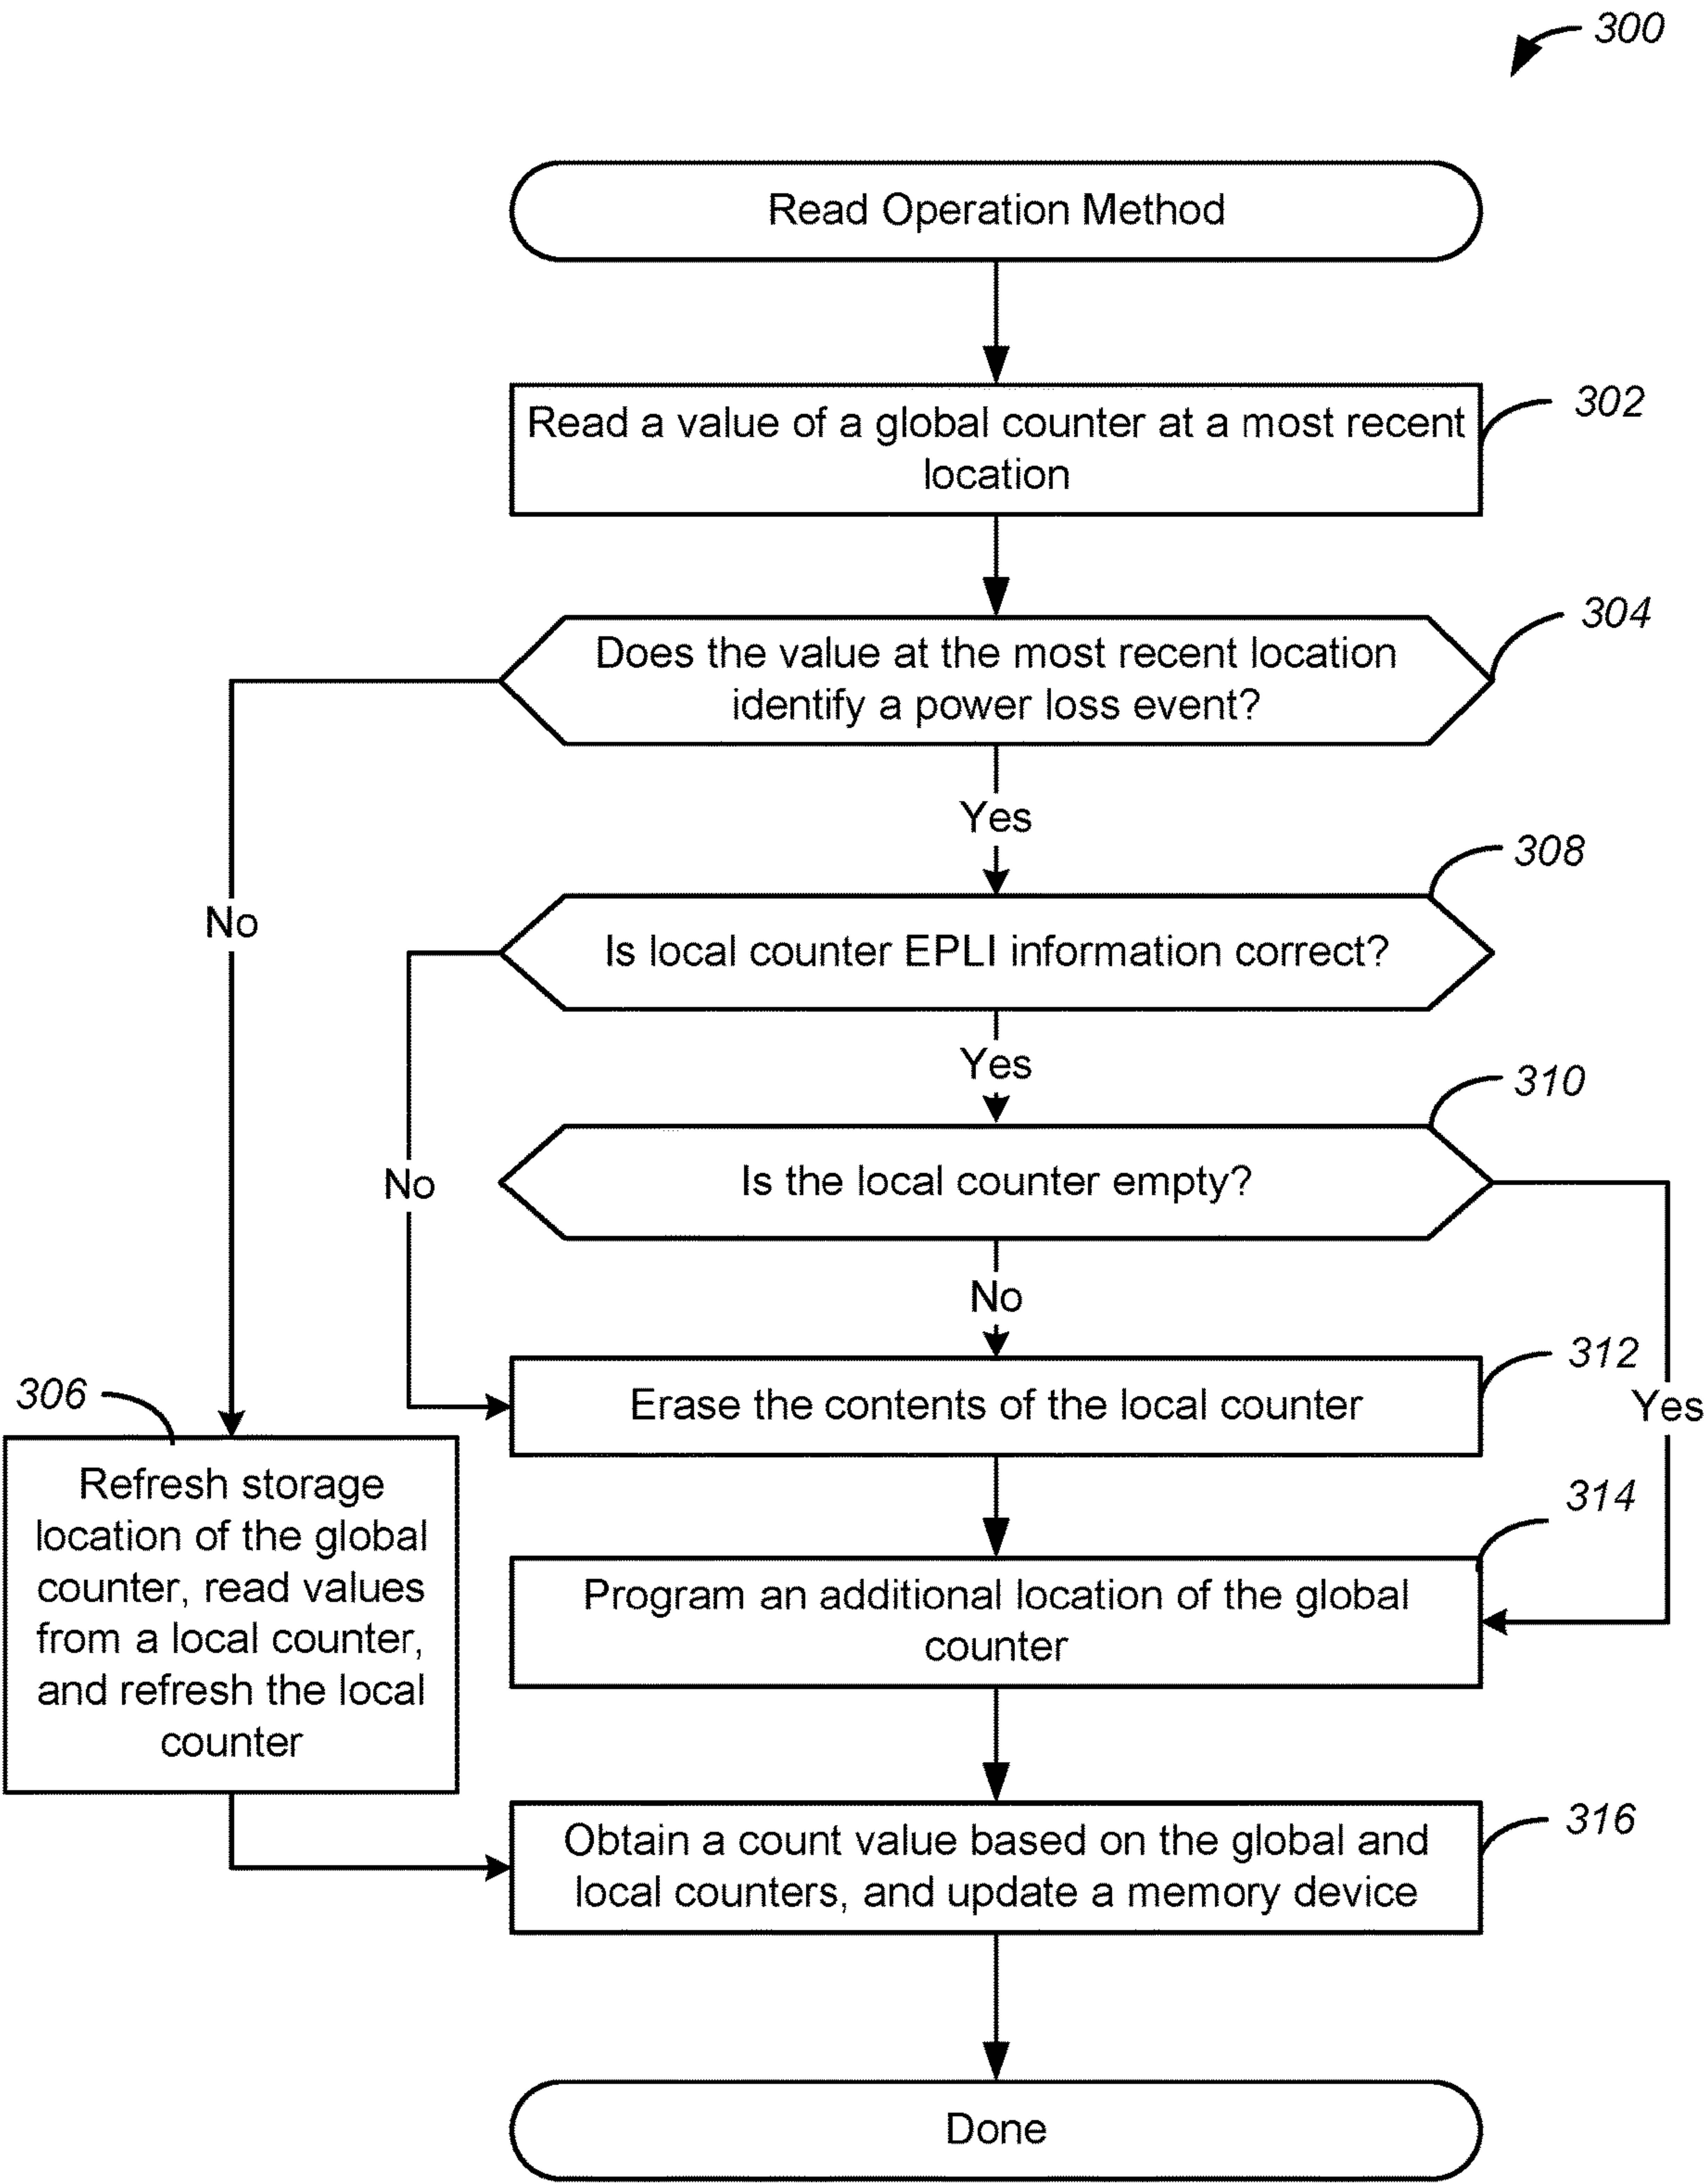 300
Read Operation Method
Read a value of a global counter at a most recent
location
302
Does the value at the most recent location
identify a power loss event?
304
Yes
No
308
Is local counter EPLI information correct?
Yes
No
310
Is the local counter empty?
No
Yes
312
Erase the contents of the local counter
306
Refresh storage
location of the global
counter, read values
from a local counter,
and refresh the local
counter
314
Program an additional location of the global
counter
316
Obtain a count value based on the global and
local counters, and update a memory device
Done